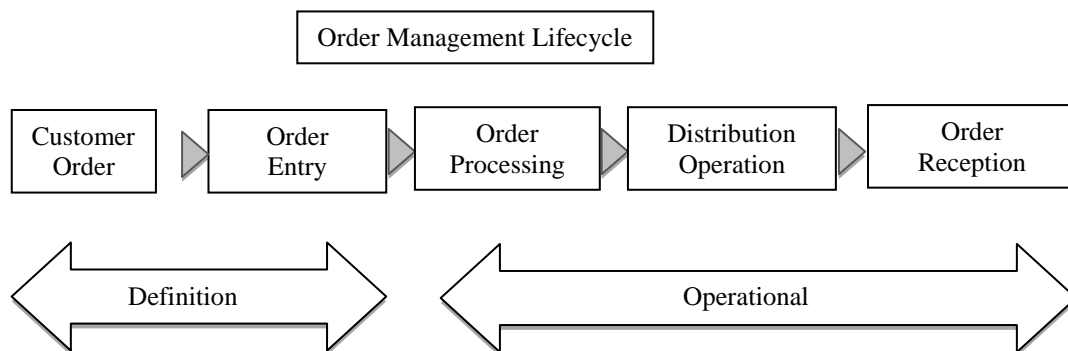 Order Management Lifecycle
Customer
Order
Order
Entry
Order
Processing
Distribution
Operation
Order
Reception
Definition
Operational